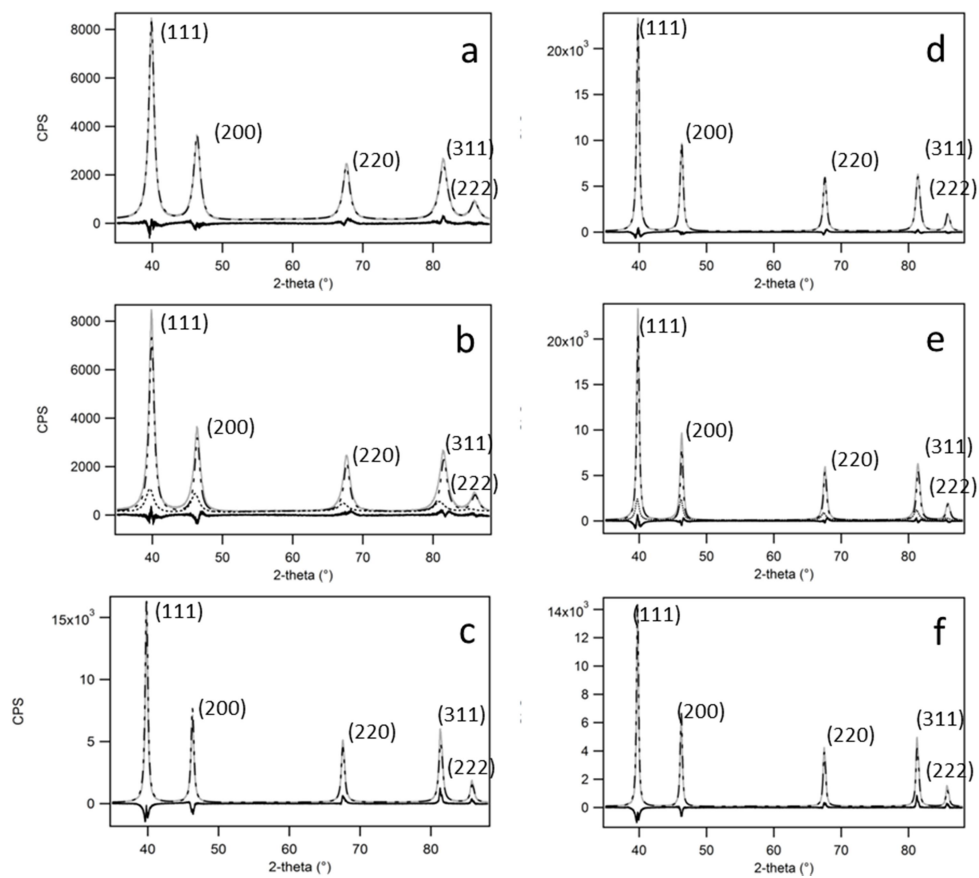 a
8000
6000
4000
2000
0
CPS
(111)
(200)
(220)
(311)
(222)
40 50 60 70 80
2-theta (°)
d
20x10³
15
10
5
0
(111)
(200)
(220)
(311)
(222)
40 50 60 70 80
2-theta (°)
b
8000
6000
4000
2000
0
CPS
(111)
(200)
(220)
(311)
(222)
40 50 60 70 80
2-theta (°)
e
20x10³
15
10
5
0
(111)
(200)
(220)
(311)
(222)
40 50 60 70 80
2-theta (°)
c
15x10³
10
5
0
CPS
(111)
(200)
(220)
(311)
(222)
40 50 60 70 80
2-theta (°)
f
14x10³
12
10
8
6
4
2
0
(111)
(200)
(220)
(311)
(222)
40 50 60 70 80
2-theta (°)